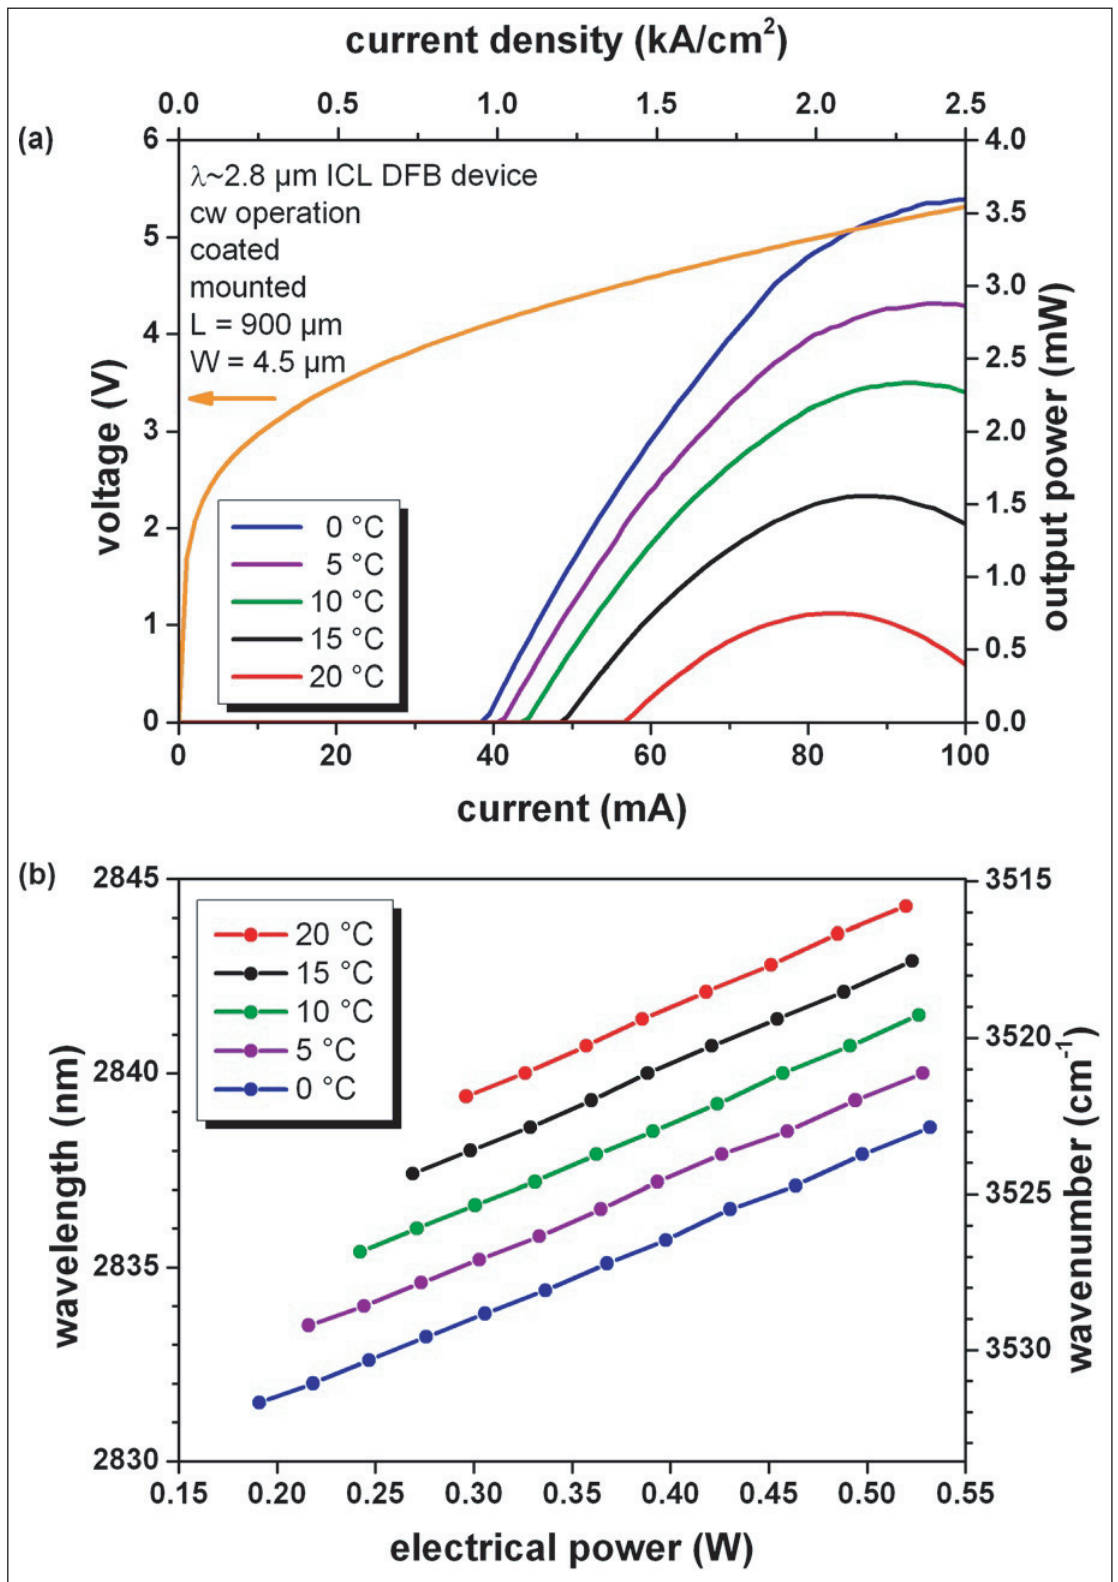 current density (kA/cm²)
0.0 0.5 1.0 1.5 2.0 2.5
(a)
6 5 4 3 2 1 0
voltage (V)
λ~2.8 µm ICL DFB device
cw operation
coated
mounted
L = 900 µm
W = 4.5 µm
0 °C
5 °C
10 °C
15 °C
20 °C
4.0 3.5 3.0 2.5 2.0 1.5 1.0 0.5 0.0
output power (mW)
0 20 40 60 80 100
current (mA)
(b)
2845 2840 2835 2830
wavelength (nm)
20 °C
15 °C
10 °C
5 °C
0 °C
3515 3520 3525 3530
wavenumber (cm⁻¹)
0.15 0.20 0.25 0.30 0.35 0.40 0.45 0.50 0.55
electrical power (W)